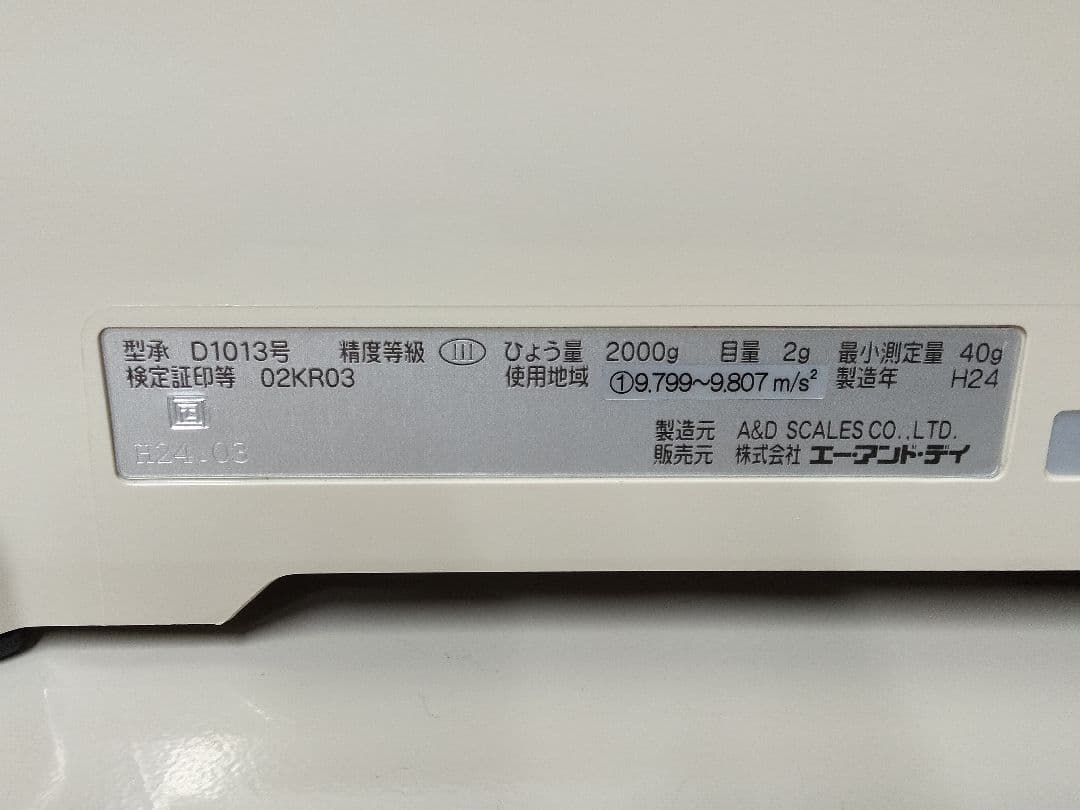 型承 D1013号 精度等級 III ひょう量 2000g 目量 2g 最小測定量 40g
検定証印等 02KR03 使用地域 ①9.799～9.807m/s² 製造年 H24
H24.03
製造元 A&D SCALES CO.,LTD.
販売元 株式会社 エー・アンド・デイ